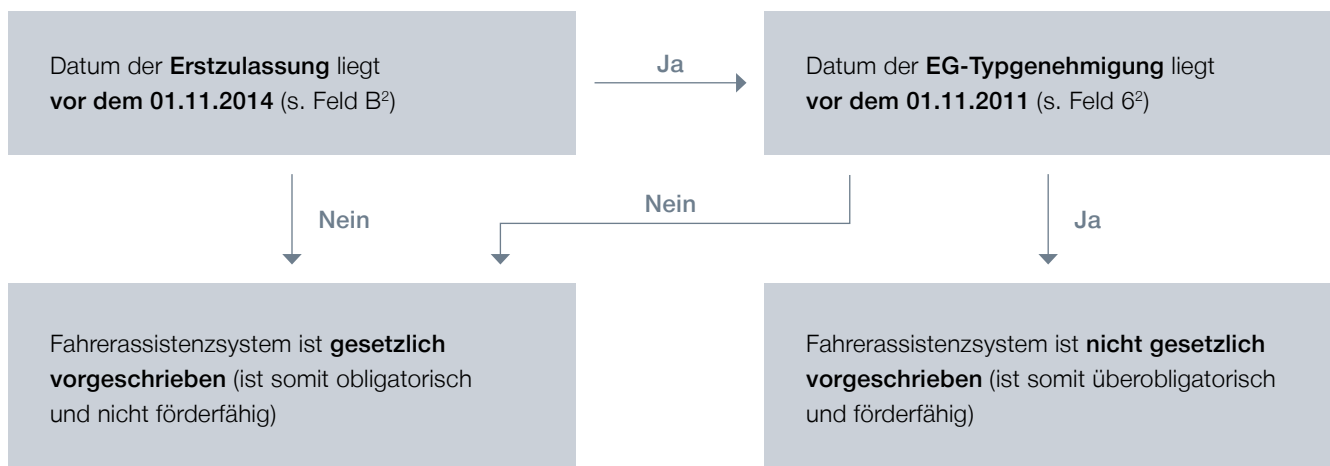 Datum der Erstzulassung liegt
vor dem 01.11.2014 (s. Feld B²)
Ja
Datum der EG-Typgenehmigung liegt
vor dem 01.11.2011 (s. Feld 6²)
Nein
Nein
Ja
Fahrerassistenzsystem ist gesetzlich
vorgeschrieben (ist somit obligatorisch
und nicht förderfähig)
Fahrerassistenzsystem ist nicht gesetzlich
vorgeschrieben (ist somit überobligatorisch
und förderfähig)